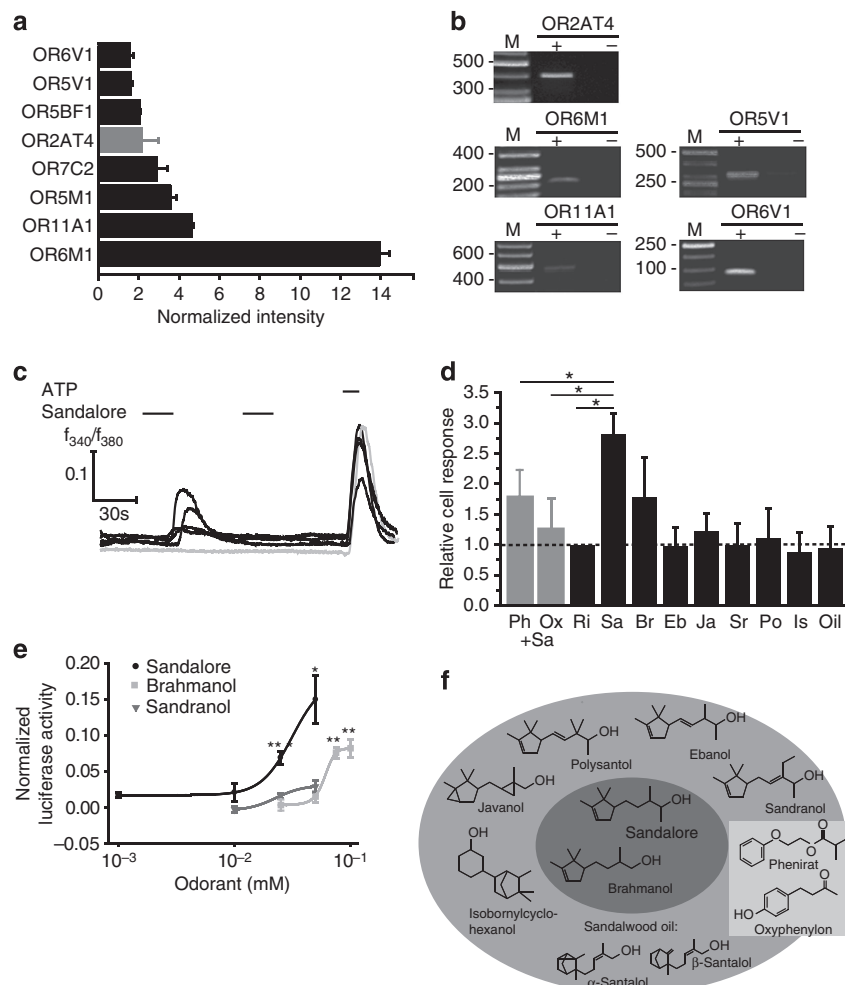 a
OR6V1
OR5V1
OR5BF1
OR2AT4
OR7C2
OR5M1
OR11A1
OR6M1
0 2 4 6 8 10 12 14
Normalized intensity
b
OR2AT4
M + –
500
300
OR6M1
M + –
400
200
OR5V1
M + –
500
250
OR11A1
M + –
600
400
OR6V1
M + –
250
100
c
ATP
Sandalore
f340/f380
0.1
30s
d
Relative cell response
3.5
3.0
2.5
2.0
1.5
1.0
0.5
0.0
*
*
*
Ph Ox Ri Sa Br Eb Ja Sr Po Is Oil
+Sa
e
Normalized
luciferase activity
0.20
0.15
0.10
0.05
0.00
–0.05
Sandalore
Brahmanol
Sandranol
*
**
** **
10–3 10–2 10–1
Odorant (mM)
f
OH
Polysantol
OH
Ebanol
OH
Javanol
OH
Sandranol
OH
Sandalore
OH
Brahmanol
OH
Isobornylcyclo-
hexanol
O
O
O
Phenirat
O
HO
Oxyphenylon
Sandalwood oil:
OH
α-Santalol
OH
β-Santalol